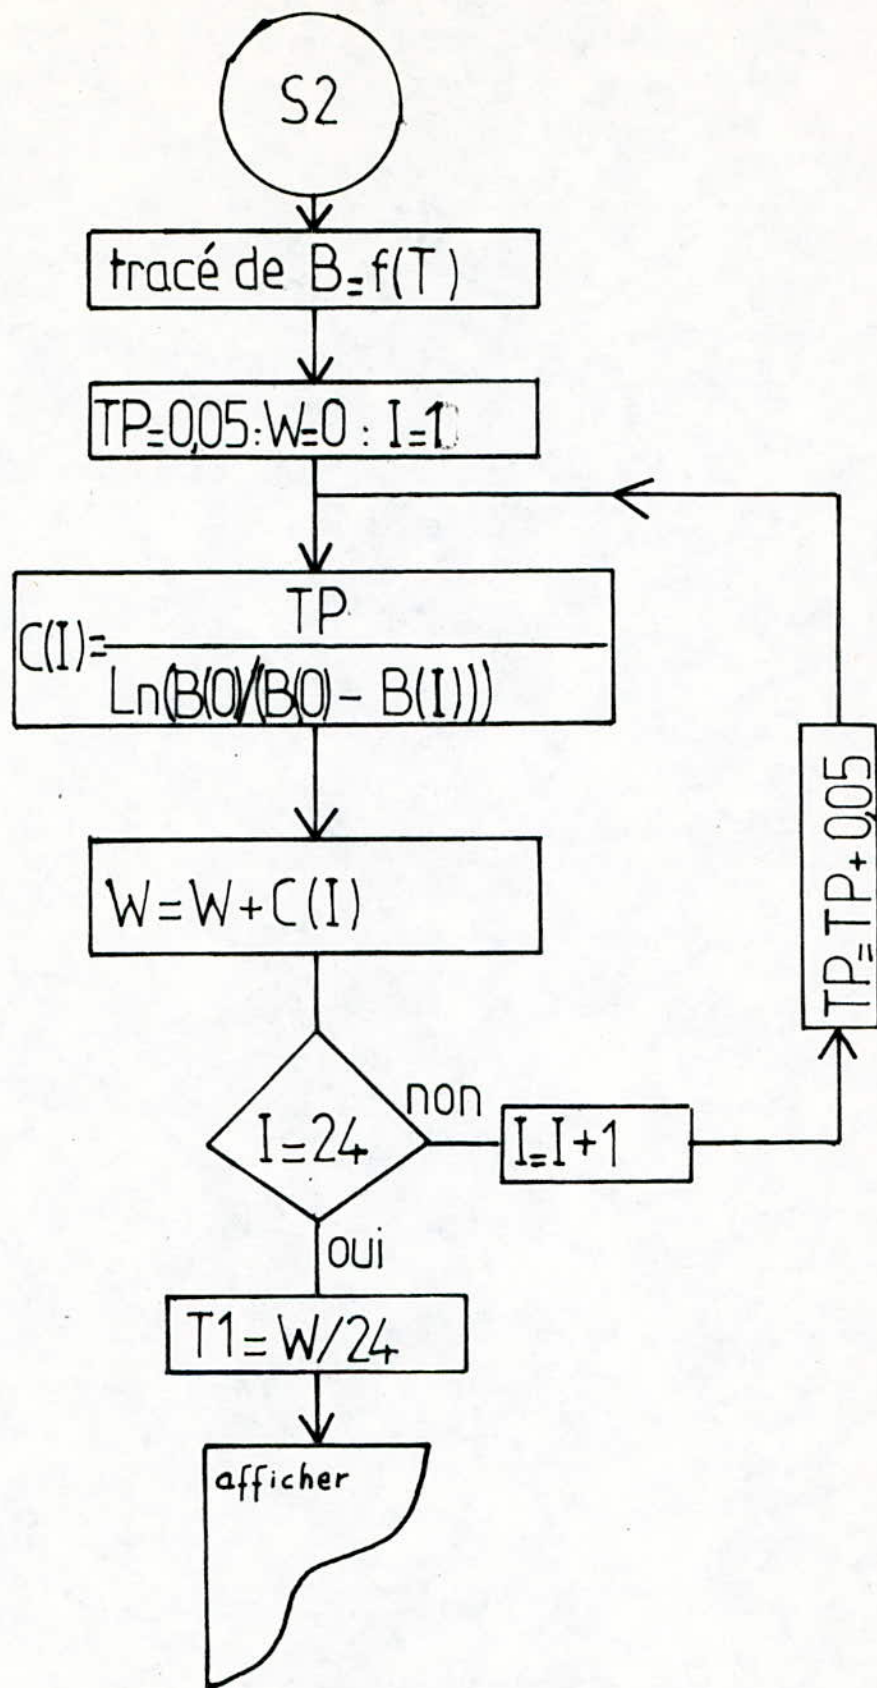 S2
tracé de B=f(T)
TP=0,05:W=0 : I=1
TP
C(I)=
Ln(B(0)/(B(0)- B(I)))
TP=TP+0,05
W=W+C(I)
non
I=24
I=I+1
oui
T1=W/24
afficher